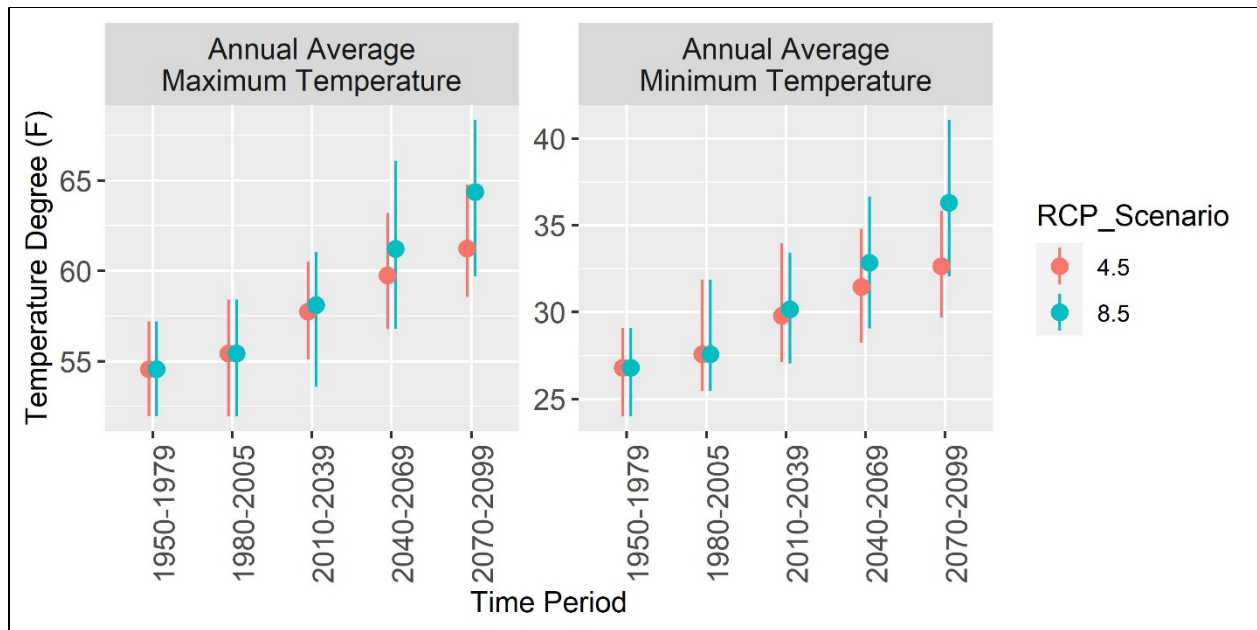 Annual Average
Maximum Temperature
Annual Average
Minimum Temperature
Temperature Degree (F)
65
60
55
40
35
30
25
1950-1979
1980-2005
2010-2039
2040-2069
2070-2099
1950-1979
1980-2005
2010-2039
2040-2069
2070-2099
Time Period
RCP_Scenario
4.5
8.5